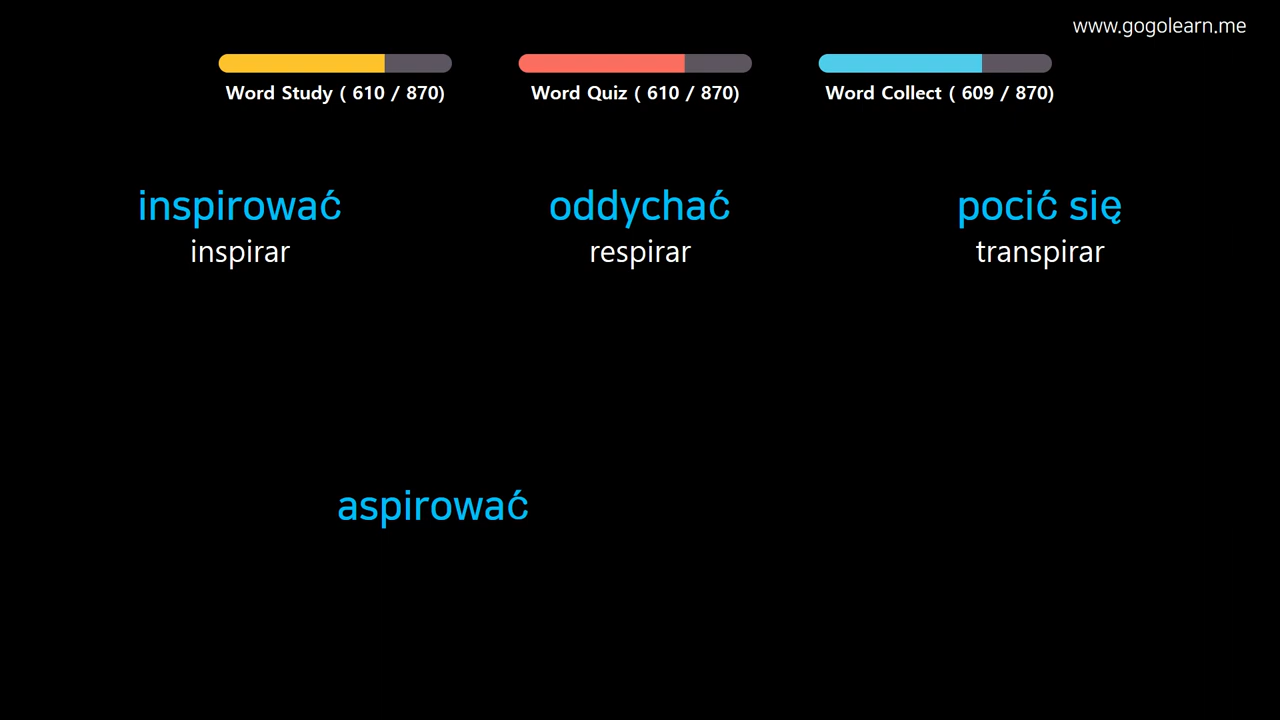 www.gogolearn.me
Word Study ( 610 / 870)
Word Quiz ( 610 / 870)
Word Collect ( 609 / 870)
inspirować
inspirar
oddychać
respirar
pocić się
transpirar
aspirować